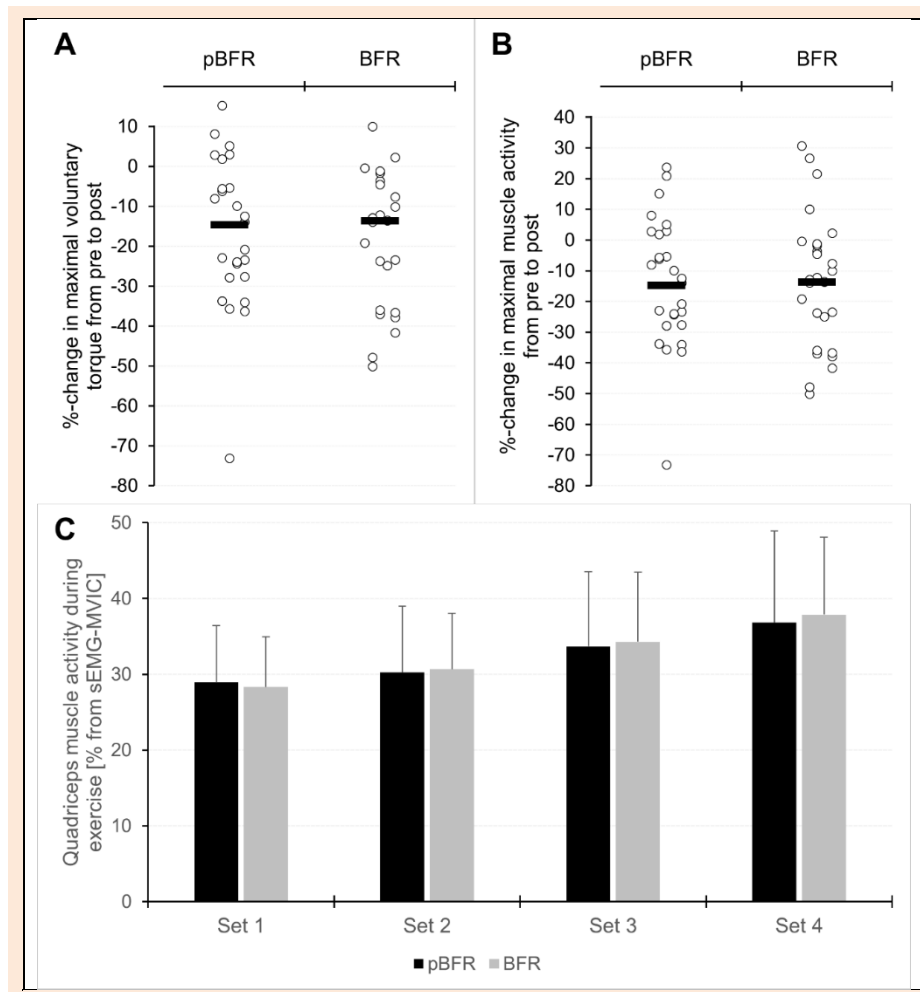 A
pBFR
BFR
%-change in maximal voluntary
torque from pre to post
10
0
-10
-20
-30
-40
-50
-60
-70
-80
B
pBFR
BFR
%-change in maximal muscle activity
from pre to post
40
30
20
10
0
-10
-20
-30
-40
-50
-60
-70
-80
C
Quadriceps muscle activity during
exercise [% from sEMG-MVIC]
50
40
30
20
10
0
Set 1
Set 2
Set 3
Set 4
pBFR
BFR